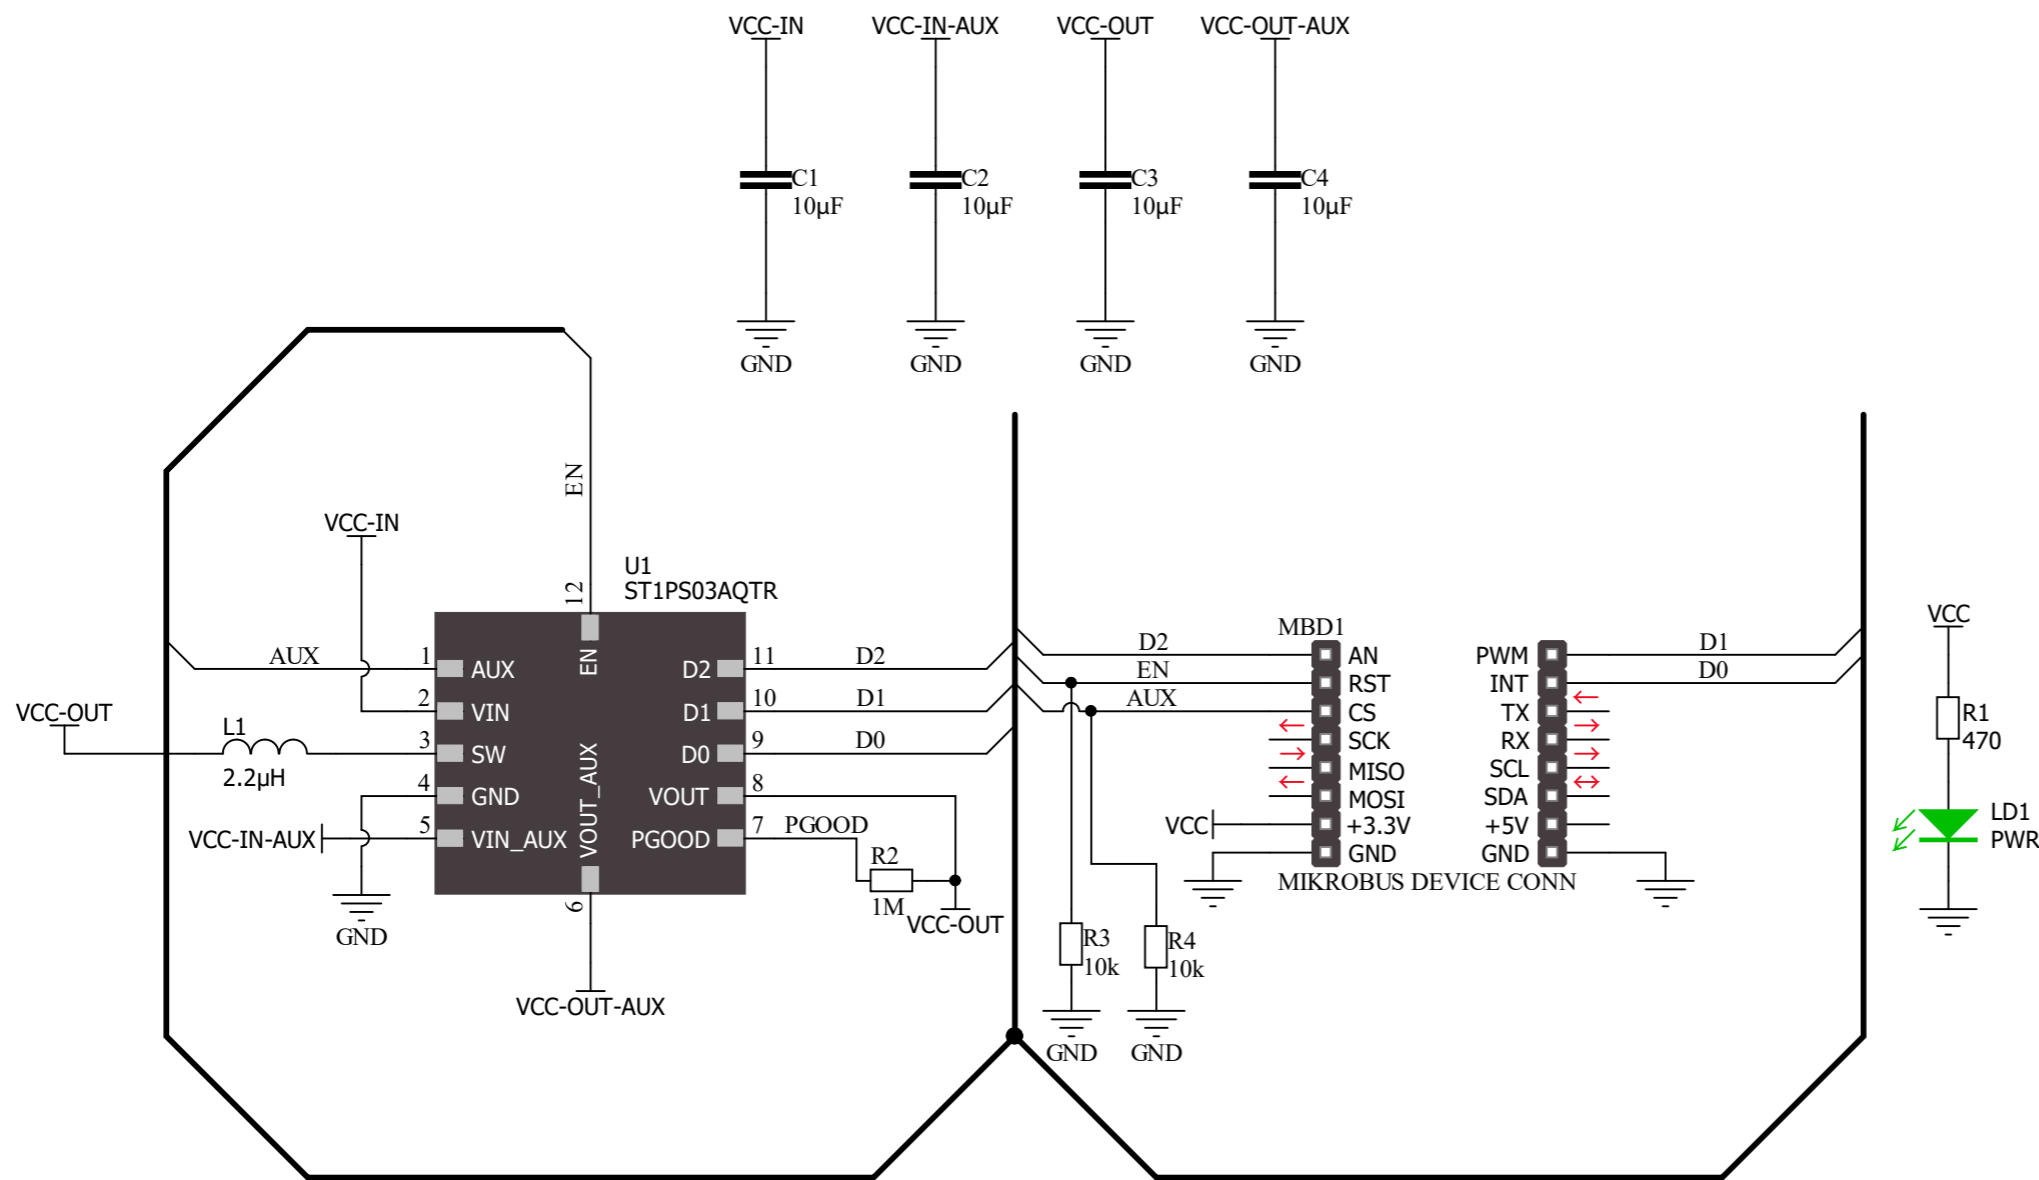 VCC-IN VCC-IN-AUX VCC-OUT VCC-OUT-AUX
C1 C2 C3 C4
10µF 10µF 10µF 10µF
GND GND GND GND
EN
VCC-IN
U1
ST1PS03AQTR
12
EN
AUX 1 AUX
D2 11 D2
VCC-OUT
L1
2.2µH
2 VIN
D1 10 D1
3 SW
D0 9 D0
4 GND
VOUT 8
VCC-IN-AUX 5 VIN_AUX
VOUT_AUX
PGOOD 7 PGOOD
R2
1M
VCC-OUT
GND
6
VCC-OUT-AUX
MBD1
D2 AN PWM D1
EN RST INT D0
AUX CS TX
SCK RX
MISO SCL
MOSI SDA
VCC +3.3V +5V
GND GND
MIKROBUS DEVICE CONN
R3
10k
R4
10k
GND GND
VCC
R1
470
LD1
PWR